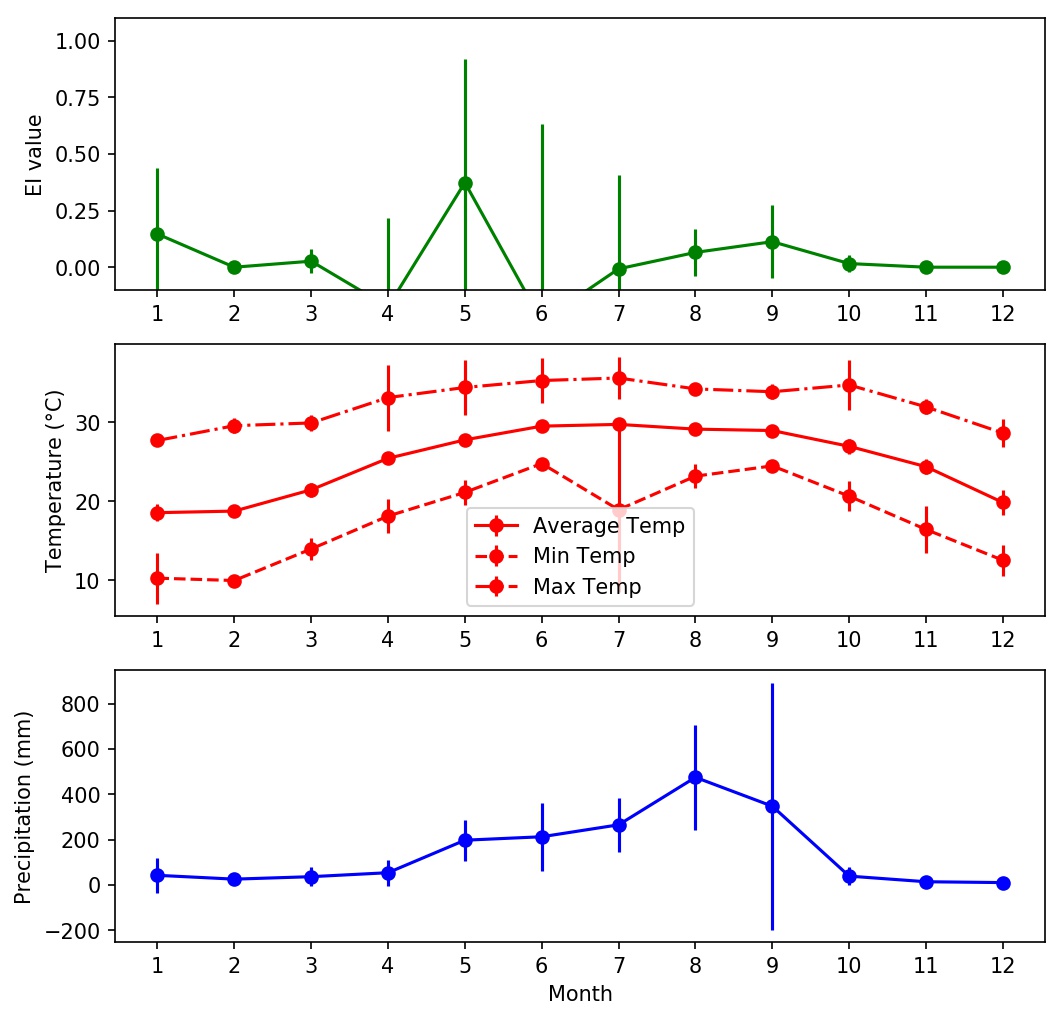 1.00
0.75
0.50
0.25
0.00
EI value
1 2 3 4 5 6 7 8 9 10 11 12
30
20
10
Temperature (°C)
Average Temp
Min Temp
Max Temp
1 2 3 4 5 6 7 8 9 10 11 12
800
600
400
200
0
−200
Precipitation (mm)
1 2 3 4 5 6 7 8 9 10 11 12
Month